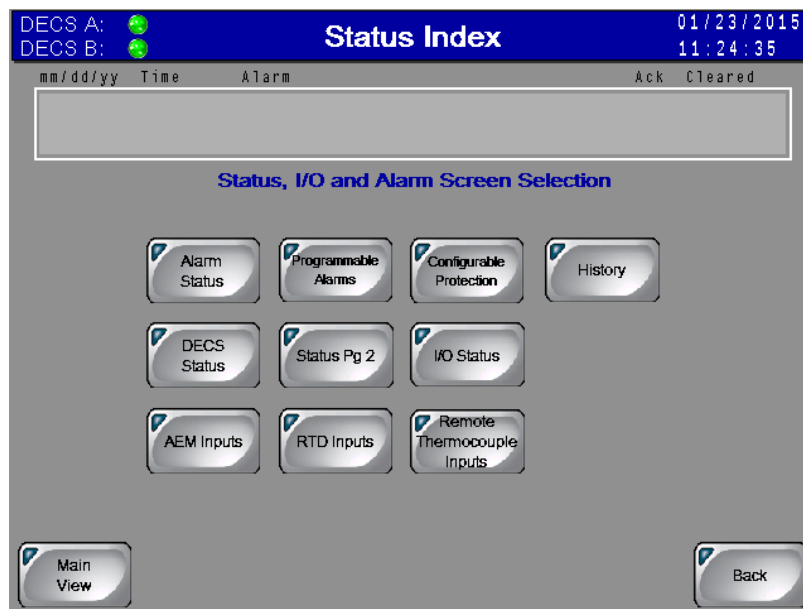 DECS A:
DECS B:
Status Index
01/23/2015
11:24:35
mm/dd/yy Time Alarm Ack Cleared
Status, I/O and Alarm Screen Selection
Alarm
Status
Programmable
Alarms
Configurable
Protection
History
DECS
Status
Status Pg 2
I/O Status
AEM Inputs
RTD Inputs
Remote
Thermocouple
Inputs
Main
View
Back